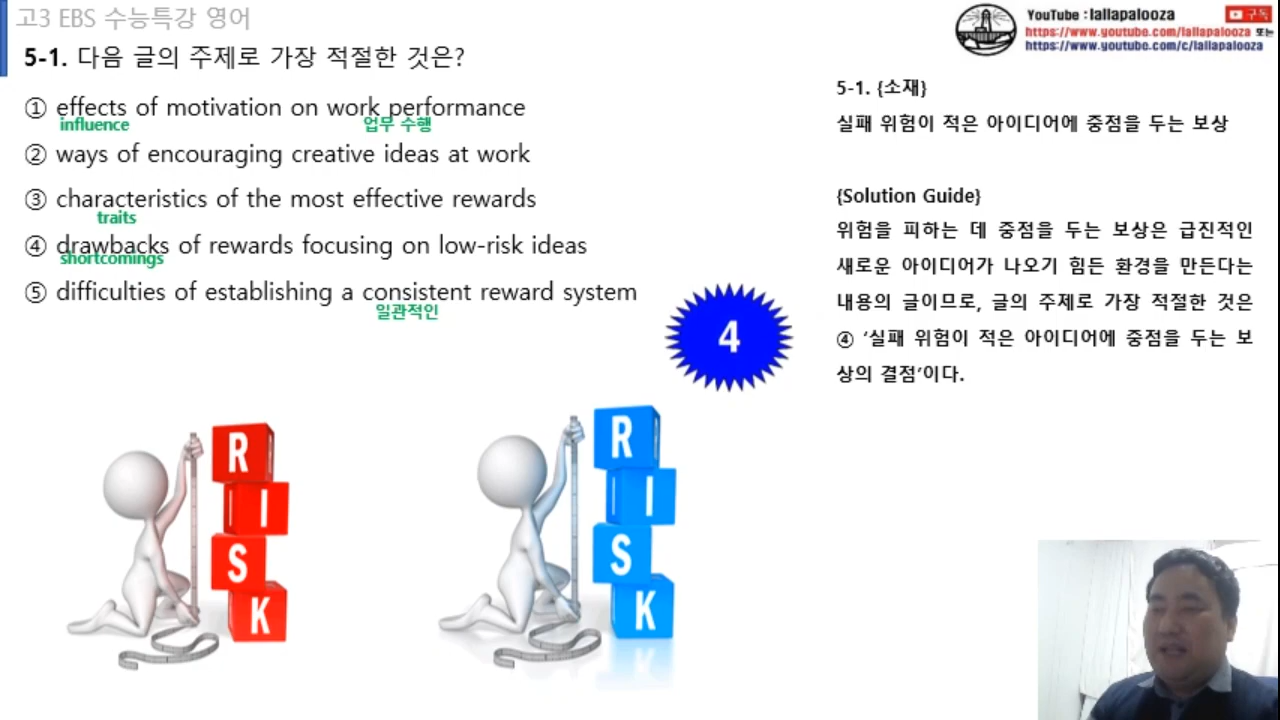 고3 EBS 수능특강 영어
5-1. 다음 글의 주제로 가장 적절한 것은?
① effects of motivation on work performance
influence 업무 수행
② ways of encouraging creative ideas at work
③ characteristics of the most effective rewards
traits
④ drawbacks of rewards focusing on low-risk ideas
shortcomings
⑤ difficulties of establishing a consistent reward system
일관적인
4
R
I
S
K
R
I
S
K
YouTube : lallapalooza
구독
https://www.youtube.com/lallapalooza 또는
https://www.youtube.com/c/lallapalooza
5-1. {소재}
실패 위험이 적은 아이디어에 중점을 두는 보상
{Solution Guide}
위험을 피하는 데 중점을 두는 보상은 급진적인
새로운 아이디어가 나오기 힘든 환경을 만든다는
내용의 글이므로, 글의 주제로 가장 적절한 것은
④ ‘실패 위험이 적은 아이디어에 중점을 두는 보
상의 결점’이다.